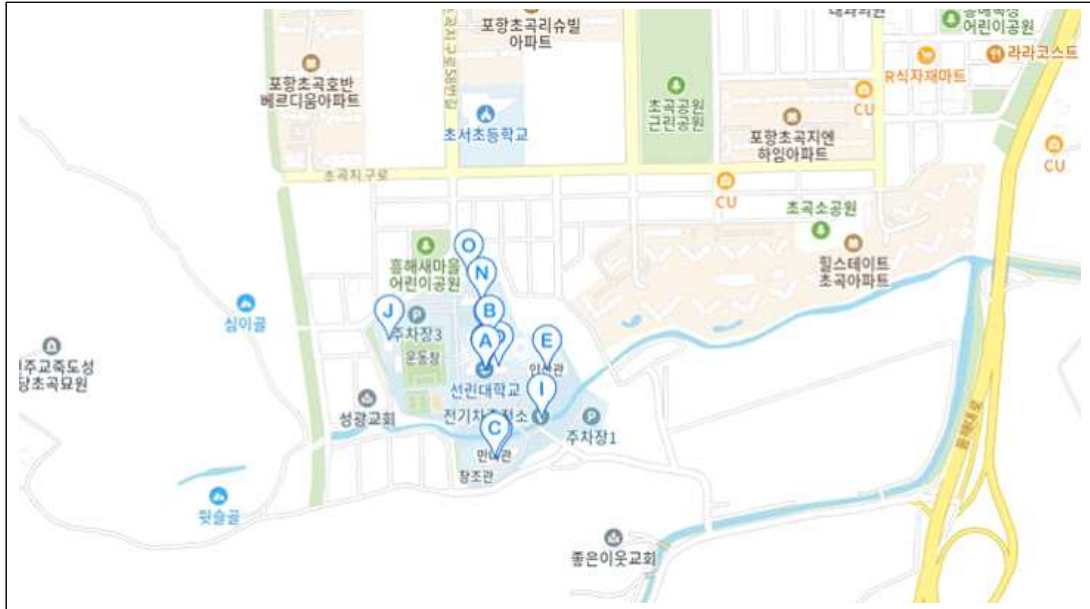 포항초곡리슈빌
아파트
어린이공원
라라코스트
R식자재마트
포항초곡호반
베르디움아파트
CU
초곡공원
근린공원
초서초등학교
포항초곡지엔
하임아파트
CU
초곡지구로
CU
초곡소공원
O
흥해새마을
어린이공원
힐스테이트
초곡아파트
N
심이골
J
B
주차장3
A
E
운동장
당초곡묘원
선린대학교
I
성광교회
전기차충전소
C
주차장1
창조관
뒷술골
좋은이웃교회